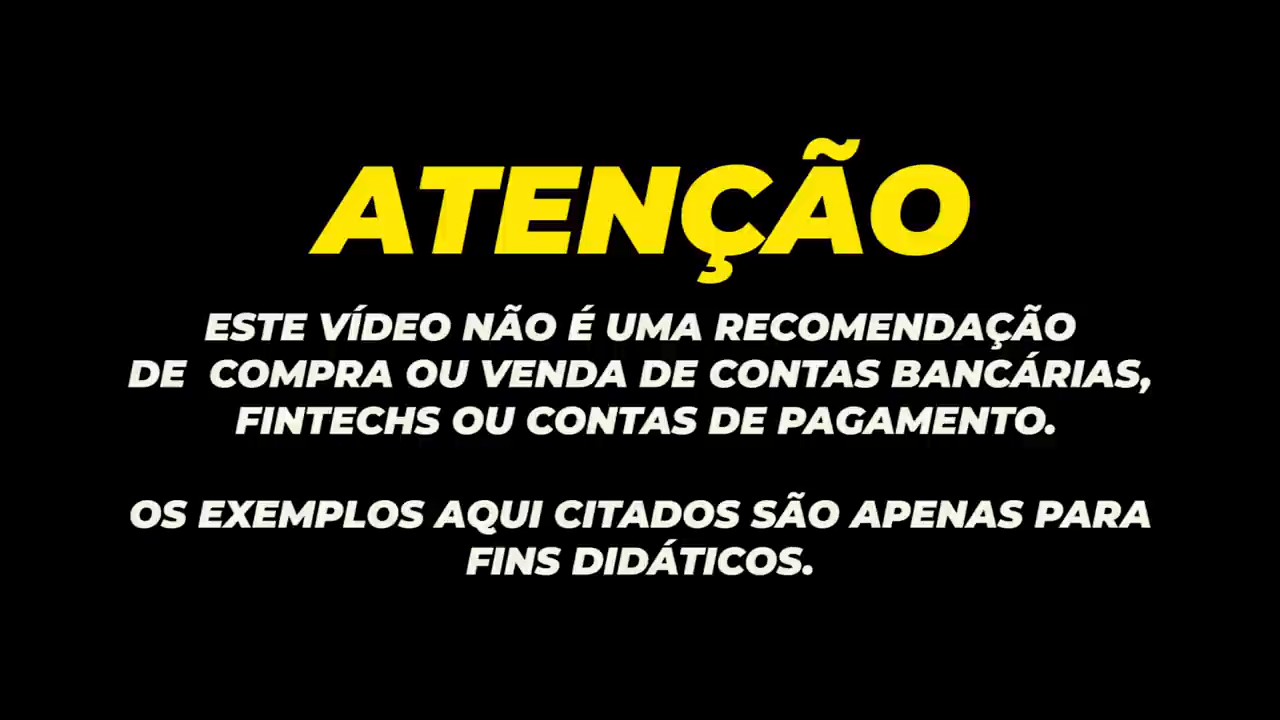 ATENÇÃO
ESTE VÍDEO NÃO É UMA RECOMENDAÇÃO
DE COMPRA OU VENDA DE CONTAS BANCÁRIAS,
FINTECHS OU CONTAS DE PAGAMENTO.
OS EXEMPLOS AQUI CITADOS SÃO APENAS PARA
FINS DIDÁTICOS.